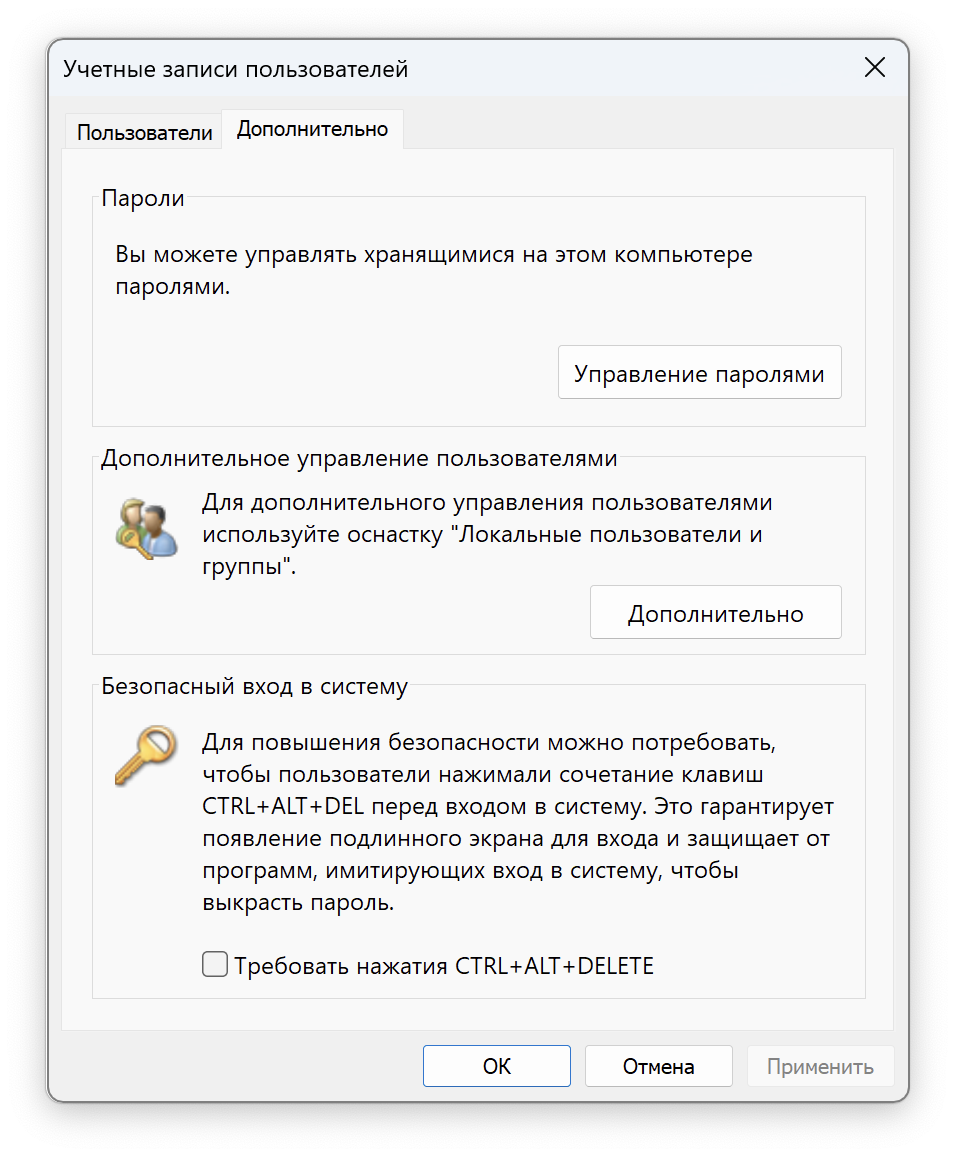 Учетные записи пользователей
Пользователи
Дополнительно
Пароли
Вы можете управлять хранящимися на этом компьютере
паролями.
Управление паролями
Дополнительное управление пользователями
Для дополнительного управления пользователями
используйте оснастку "Локальные пользователи и
группы".
Дополнительно
Безопасный вход в систему
Для повышения безопасности можно потребовать,
чтобы пользователи нажимали сочетание клавиш
CTRL+ALT+DEL перед входом в систему. Это гарантирует
появление подлинного экрана для входа и защищает от
программ, имитирующих вход в систему, чтобы
выкрасть пароль.
Требовать нажатия CTRL+ALT+DELETE
ОК
Отмена
Применить